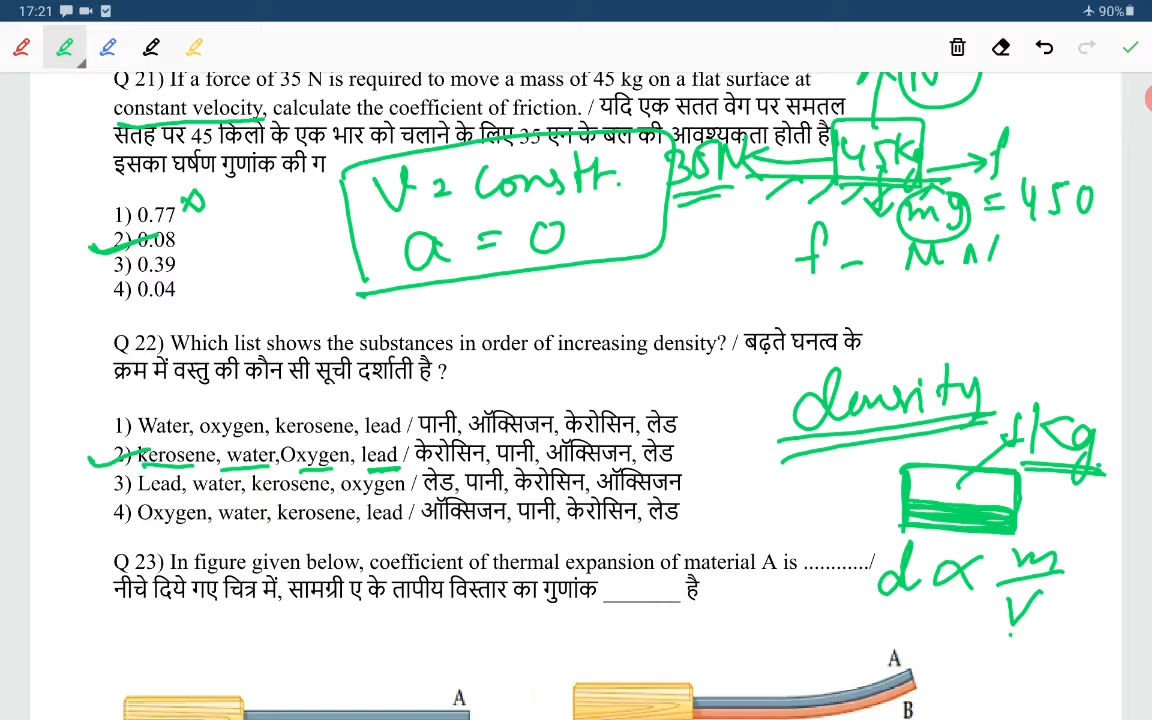 17:21
90%
Q 21) If a force of 35 N is required to move a mass of 45 kg on a flat surface at
constant velocity, calculate the coefficient of friction. / यदि एक सतत वेग पर समतल
सतह पर 45 किलो के एक भार को चलाने के लिए 35 एन के बल की आवश्यकता होती है
इसका घर्षण गुणांक की ग
N
35N
45kg
f
mg = 450
V = constt.
a = 0
f = μN
1) 0.77
2) 0.08
3) 0.39
4) 0.04
Q 22) Which list shows the substances in order of increasing density? / बढ़ते घनत्व के
क्रम में वस्तु की कौन सी सूची दर्शाती है ?
density
1) Water, oxygen, kerosene, lead / पानी, ऑक्सिजन, केरोसिन, लेड
2) Kerosene, water,Oxygen, lead / केरोसिन, पानी, ऑक्सिजन, लेड
3) Lead, water, kerosene, oxygen / लेड, पानी, केरोसिन, ऑक्सिजन
4) Oxygen, water, kerosene, lead / ऑक्सिजन, पानी, केरोसिन, लेड
1Kg
d ∝ m/V
Q 23) In figure given below, coefficient of thermal expansion of material A is ............/
नीचे दिये गए चित्र में, सामग्री ए के तापीय विस्तार का गुणांक _______ है
A
A
B